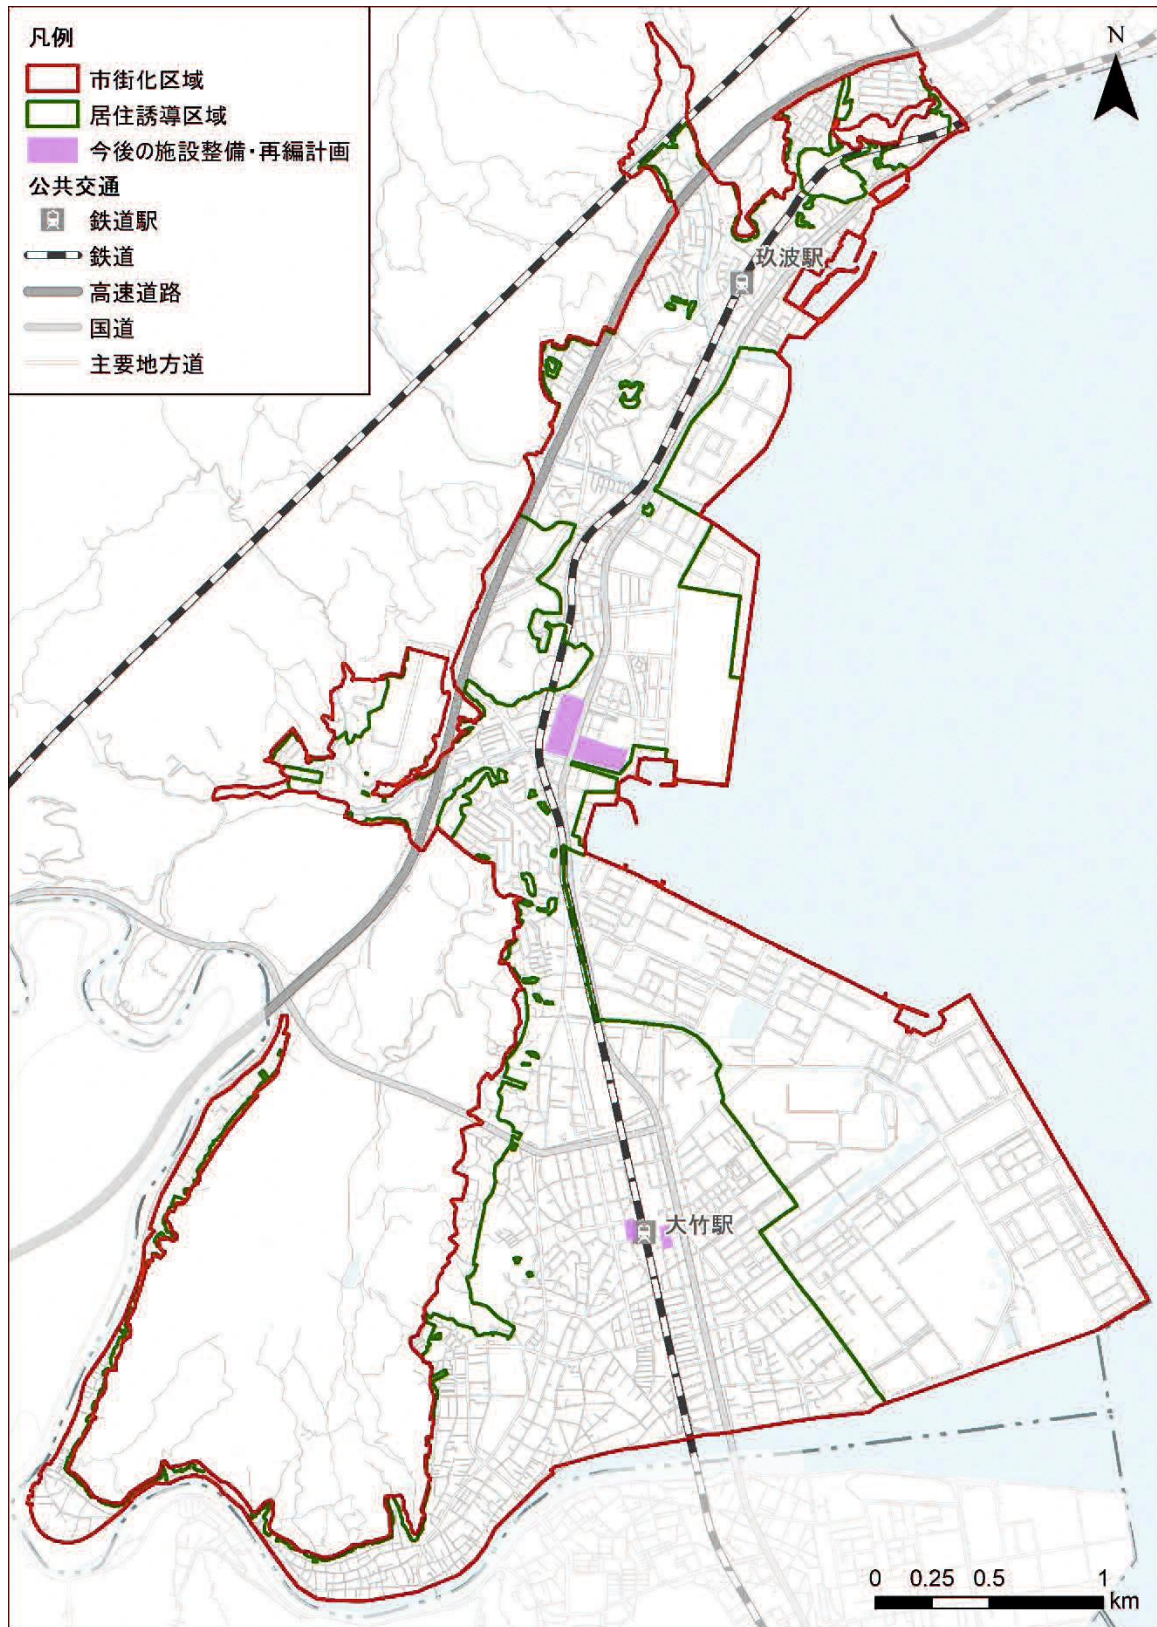 凡例
市街化区域
居住誘導区域
今後の施設整備・再編計画
公共交通
鉄道駅
鉄道
高速道路
国道
主要地方道
N
玖波駅
大竹駅
0 0.25 0.5 1
km